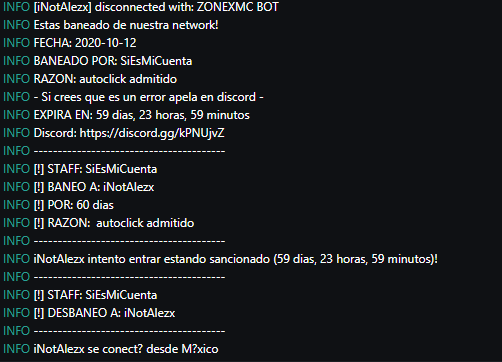 INFO [iNotAlezx] disconnected with: ZONEXMC BOT
INFO Estas baneado de nuestra network!
INFO FECHA: 2020-10-12
INFO BANEADO POR: SiEsMiCuenta
INFO RAZON: autoclick admitido
INFO - Si crees que es un error apela en discord -
INFO EXPIRA EN: 59 dias, 23 horas, 59 minutos
INFO Discord: https://discord.gg/kPNUjvZ
INFO ---------------------------------------
INFO [!] STAFF: SiEsMiCuenta
INFO [!] BANEO A: iNotAlezx
INFO [!] POR: 60 dias
INFO [!] RAZON:  autoclick admitido
INFO ---------------------------------------
INFO iNotAlezx intento entrar estando sancionado (59 dias, 23 horas, 59 minutos)!
INFO ---------------------------------------
INFO [!] STAFF: SiEsMiCuenta
INFO [!] DESBANEO A: iNotAlezx
INFO ---------------------------------------
INFO iNotAlezx se conect? desde M?xico